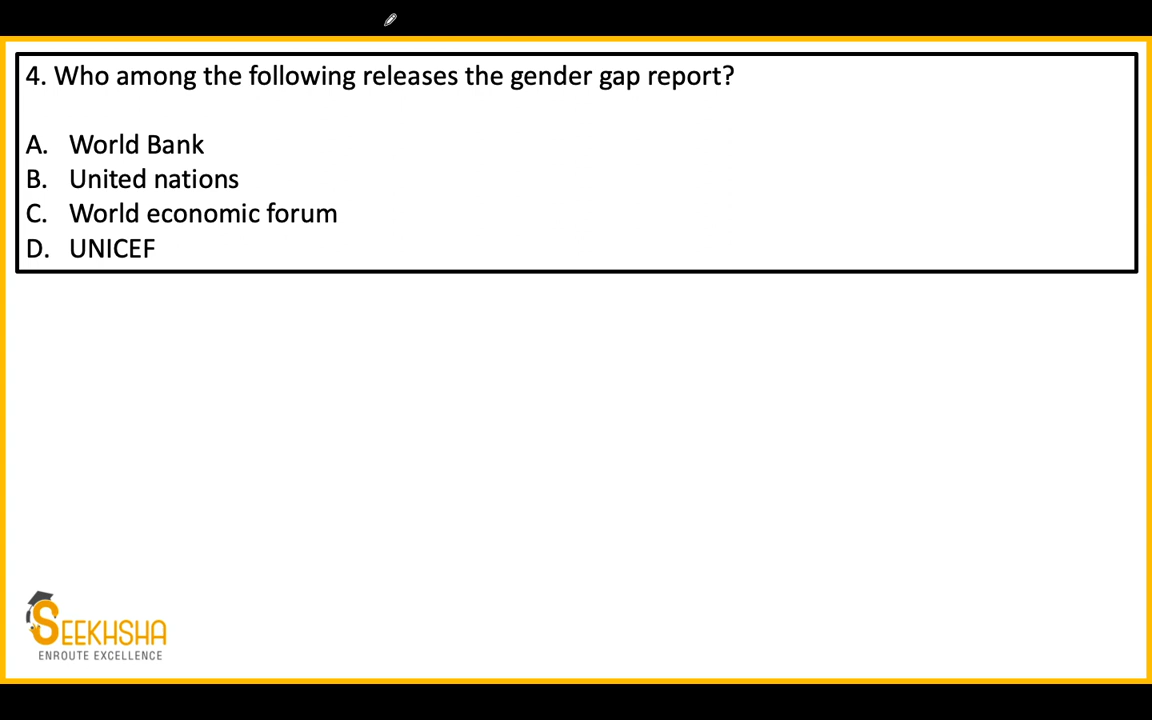 4. Who among the following releases the gender gap report?
A. World Bank
B. United nations
C. World economic forum
D. UNICEF
SEEKHSHA
ENROUTE EXCELLENCE